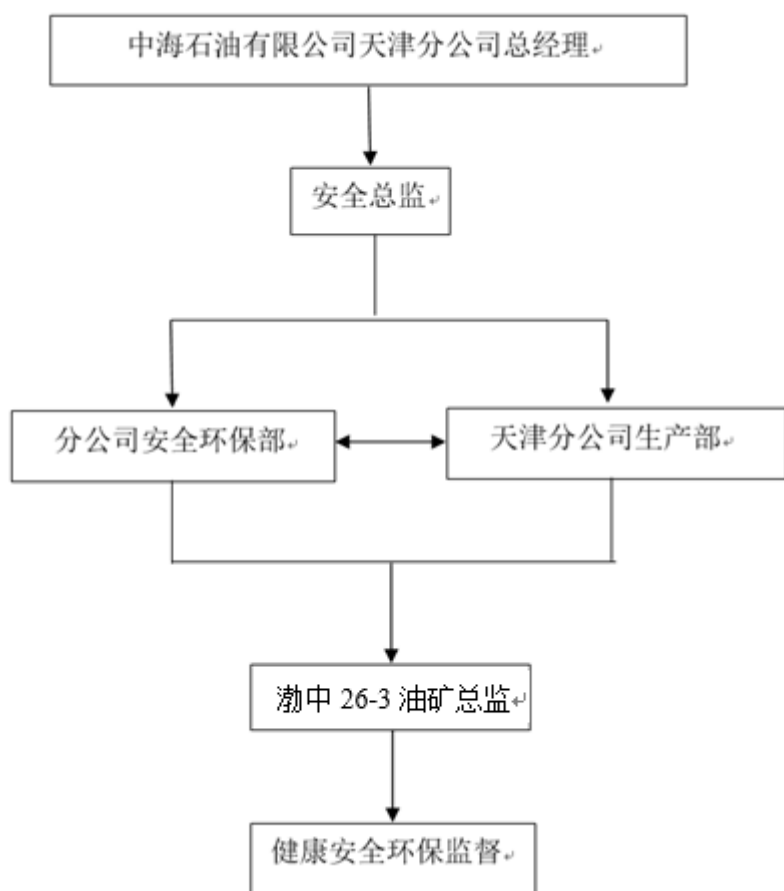 中海石油有限公司天津分公司总经理
安全总监
分公司安全环保部
天津分公司生产部
渤中 26-3 油矿总监
健康安全环保监督